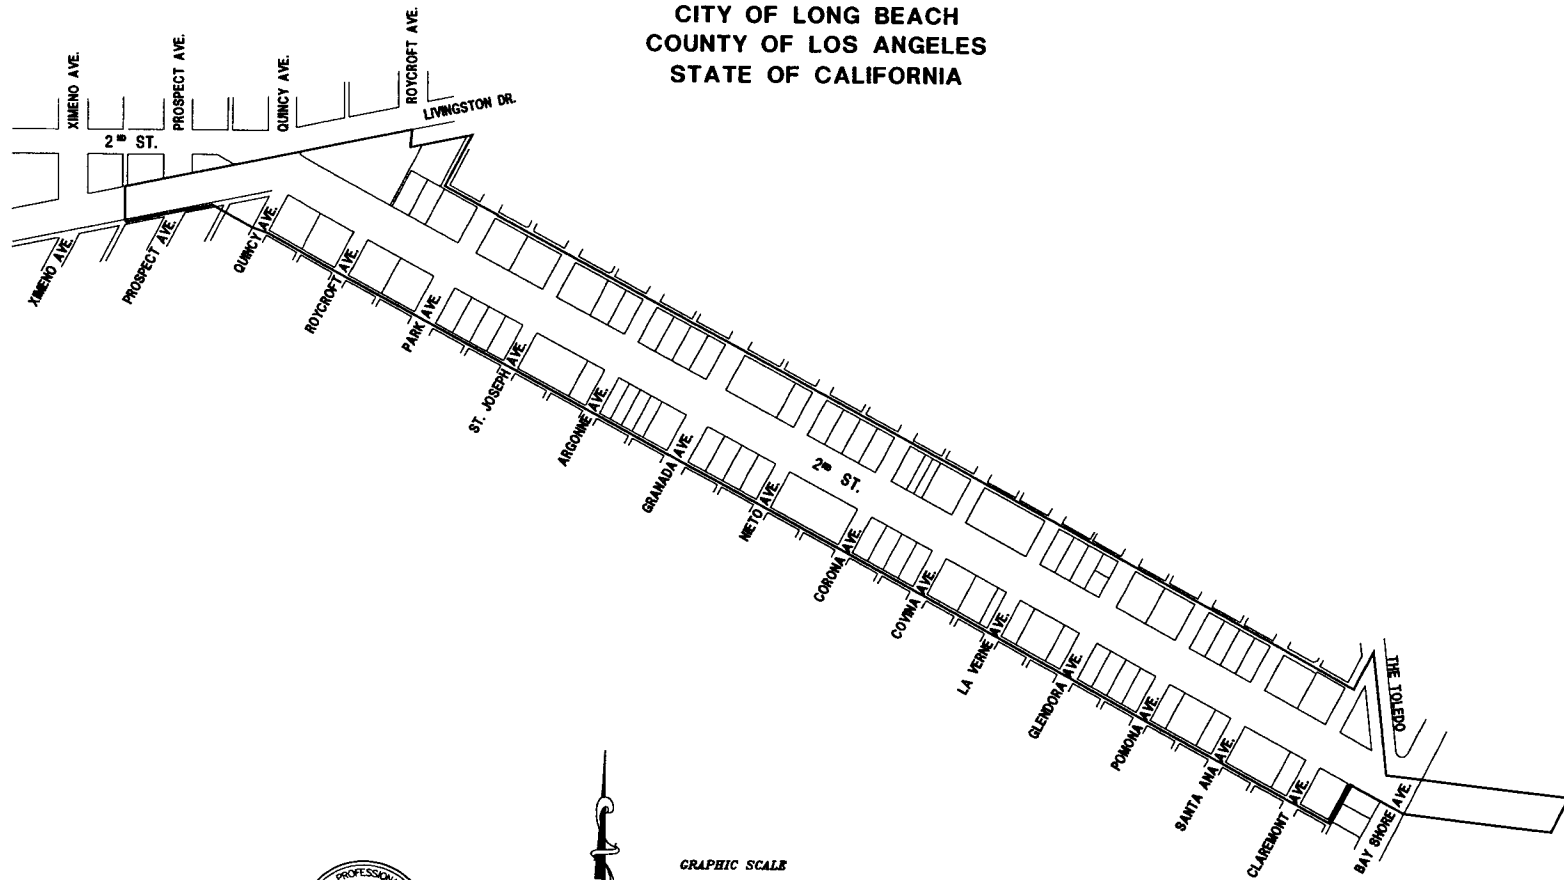 CITY OF LONG BEACH
COUNTY OF LOS ANGELES
STATE OF CALIFORNIA
XIMENO AVE.
PROSPECT AVE.
QUINCY AVE.
ROYCROFT AVE.
LIVINGSTON DR.
2ND ST.
XIMENO AVE.
PROSPECT AVE.
QUINCY AVE.
ROYCROFT AVE.
PARK AVE.
ST. JOSEPH AVE.
ARGONNE AVE.
GRANADA AVE.
NIETO AVE.
2ND ST.
CORONA AVE.
COVINA AVE.
LA VERNE AVE.
GLENDORA AVE.
POMONA AVE.
SANTA ANA AVE.
CLAREMONT AVE.
BAY SHORE AVE.
THE TOLEDO
GRAPHIC SCALE